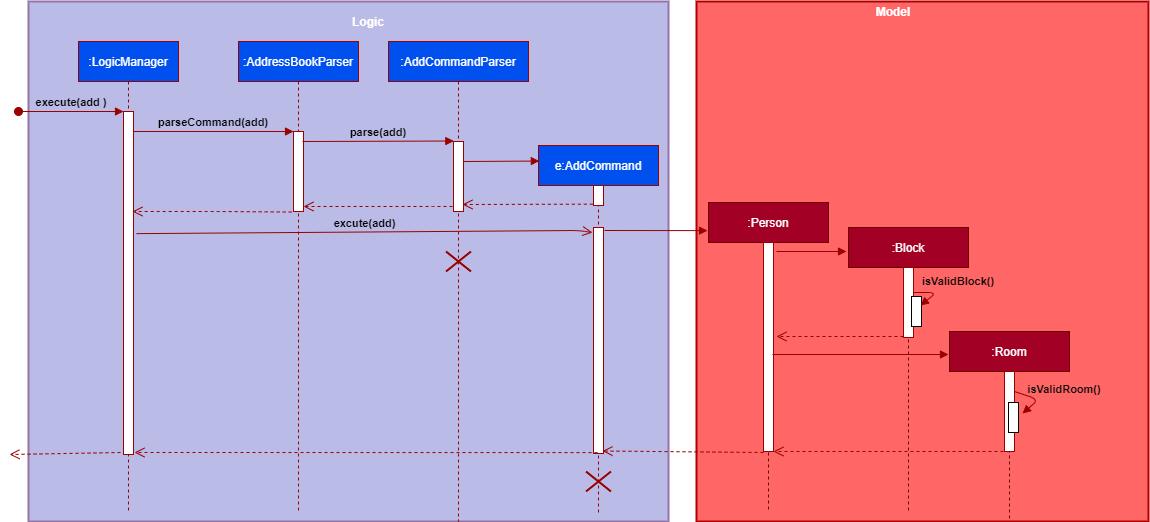 Logic
Model
:LogicManager
:AddressBookParser
:AddCommandParser
execute(add )
parseCommand(add)
parse(add)
e:AddCommand
excute(add)
:Person
:Block
isValidBlock()
:Room
isValidRoom()